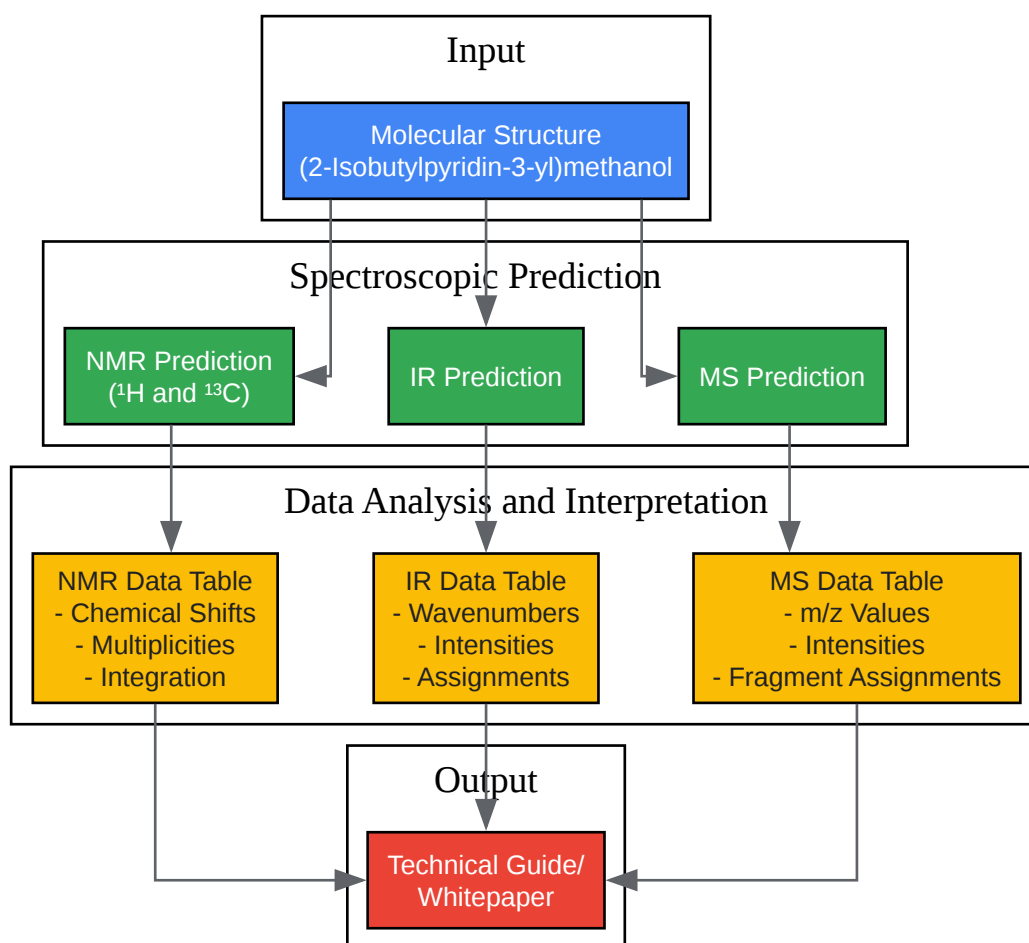 Input
Molecular Structure
(2-Isobutylpyridin-3-yl)methanol
Spectroscopic Prediction
NMR Prediction
(¹H and ¹³C)
IR Prediction
MS Prediction
Data Analysis and Interpretation
NMR Data Table
- Chemical Shifts
- Multiplicities
- Integration
IR Data Table
- Wavenumbers
- Intensities
- Assignments
MS Data Table
- m/z Values
- Intensities
- Fragment Assignments
Output
Technical Guide/
Whitepaper